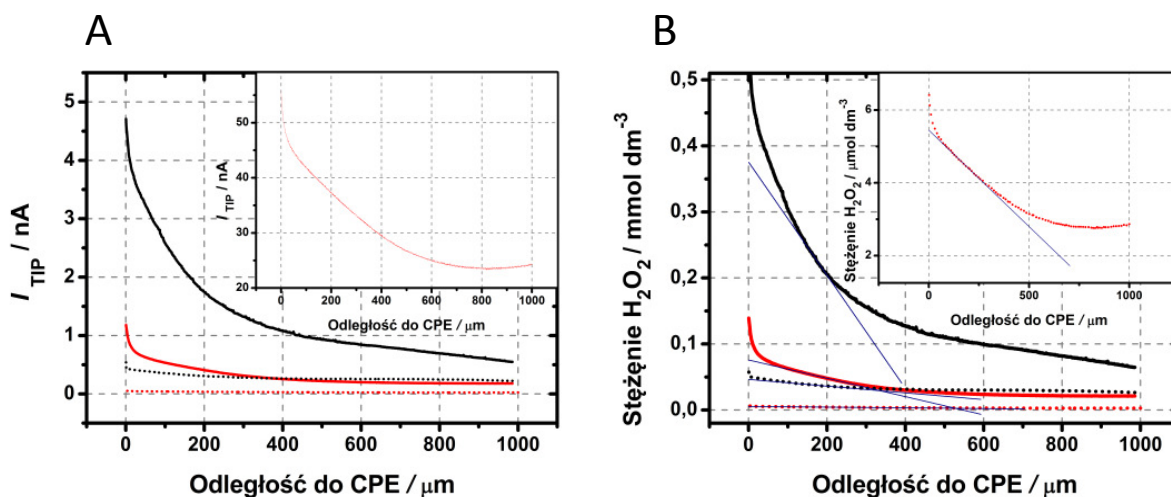 A
5
4
3
2
1
0
I TIP / nA
0 200 400 600 800 1000
Odległość do CPE / μm
50
40
30
20
I TIP / nA
0 200 400 600 800 1000
Odległość do CPE / μm
B
0,5
0,4
0,3
0,2
0,1
0,0
Stężenie H₂O₂ / mmol dm⁻³
0 200 400 600 800 1000
Odległość do CPE / μm
6
4
2
Stężenie H₂O₂ / μmol dm⁻³
0 500 1000
Odległość do CPE / μm